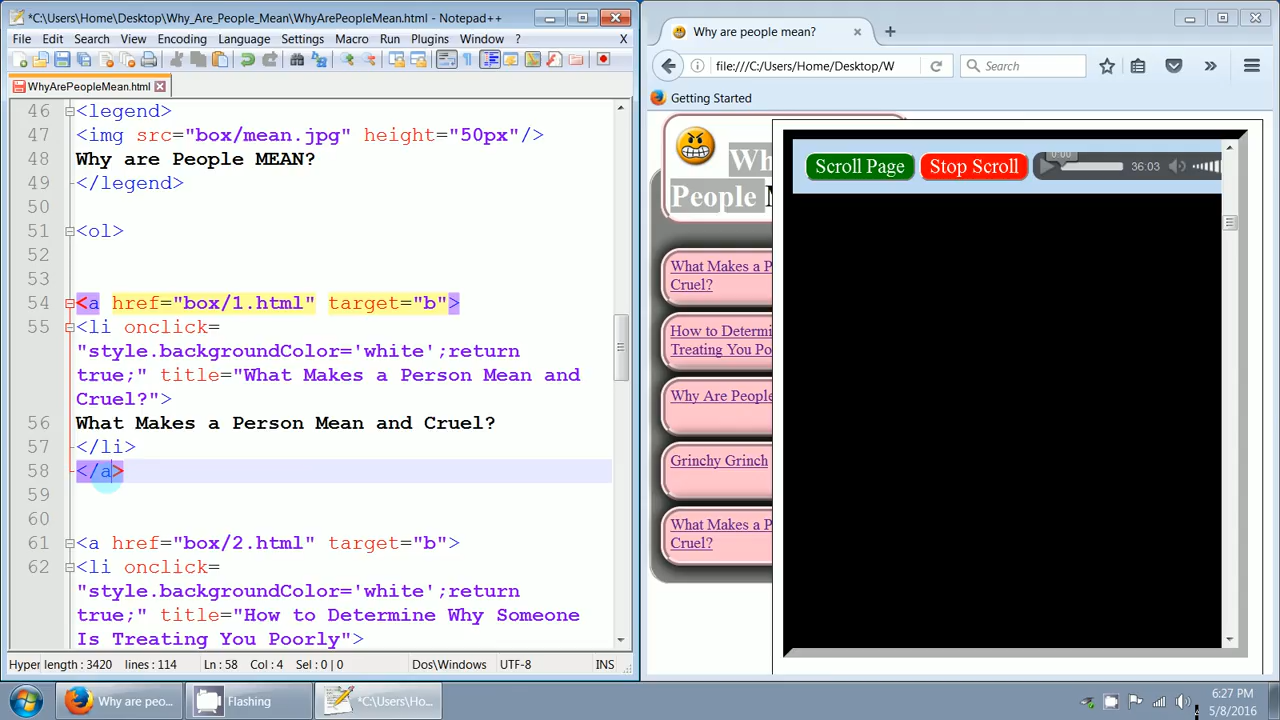 *C:\Users\Home\Desktop\Why_Are_People_Mean\WhyArePeopleMean.html - Notepad++
File Edit Search View Encoding Language Settings Macro Run Plugins Window ? X
WhyArePeopleMean.html
46 <legend>
47 <img src="box/mean.jpg" height="50px"/>
48 Why are People MEAN?
49 </legend>
50
51 <ol>
52
53
54 <a href="box/1.html" target="b">
55 <li onclick=
"style.backgroundColor='white';return
true;" title="What Makes a Person Mean and
Cruel?">
56 What Makes a Person Mean and Cruel?
57 </li>
58 </a>
59
60
61 <a href="box/2.html" target="b">
62 <li onclick=
"style.backgroundColor='white';return
true;" title="How to Determine Why Someone
Is Treating You Poorly">
Hyper length : 3420 lines : 114 Ln : 58 Col : 4 Sel : 0 | 0 Dos\Windows UTF-8 INS
Why are people mean?
file:///C:/Users/Home/Desktop/W
Search
Getting Started
Wh
People
What Makes a P
Cruel?
How to Determi
Treating You Po
Why Are People
Grinchy Grinch
What Makes a P
Cruel?
Scroll Page Stop Scroll 0:00 36:03
Why are peo...
Flashing
*C:\Users\Ho...
6:27 PM
5/8/2016